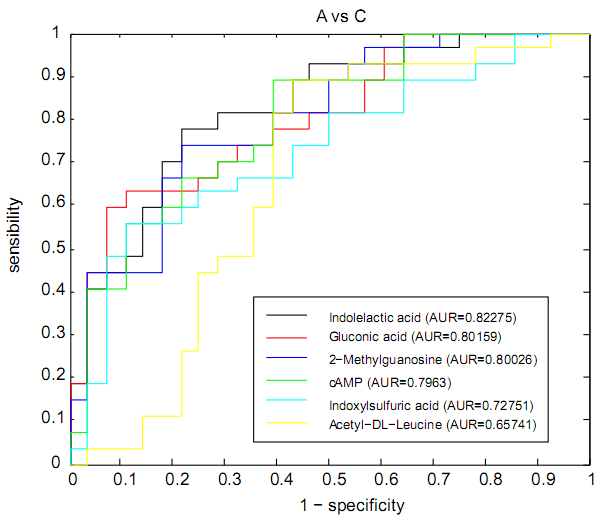 A vs C
1
0.9
0.8
0.7
0.6
0.5
0.4
0.3
0.2
0.1
0
sensibility
Indolelactic acid (AUR=0.82275)
Gluconic acid (AUR=0.80159)
2−Methylguanosine (AUR=0.80026)
cAMP (AUR=0.7963)
Indoxylsulfuric acid (AUR=0.72751)
Acetyl−DL−Leucine (AUR=0.65741)
0 0.1 0.2 0.3 0.4 0.5 0.6 0.7 0.8 0.9 1
1 − specificity